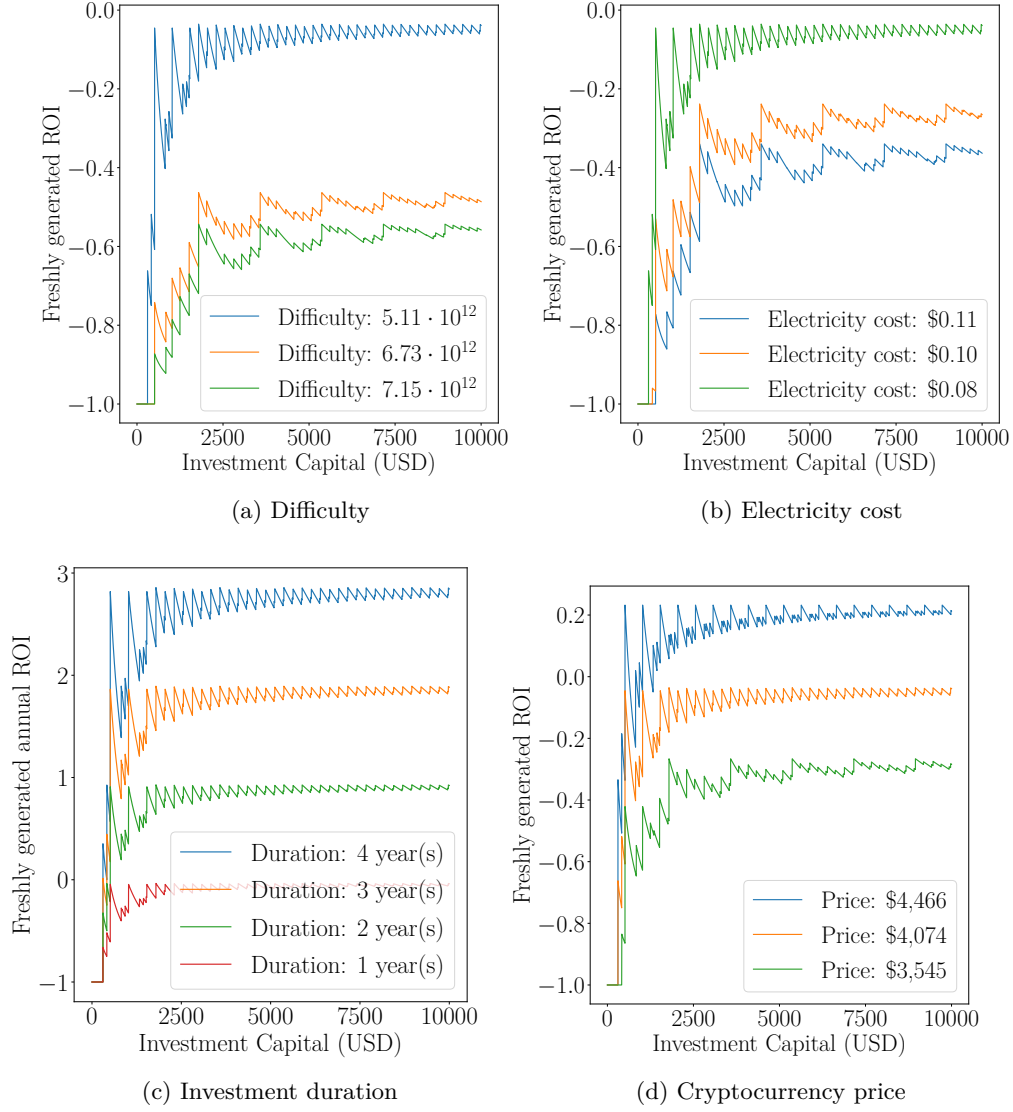 0.0
−0.2
−0.4
−0.6
−0.8
−1.0
Freshly generated ROI
Difficulty: 5.11 · 10¹²
Difficulty: 6.73 · 10¹²
Difficulty: 7.15 · 10¹²
0 2500 5000 7500 10000
Investment Capital (USD)
(a) Difficulty
0.0
−0.2
−0.4
−0.6
−0.8
−1.0
Freshly generated ROI
Electricity cost: $0.11
Electricity cost: $0.10
Electricity cost: $0.08
0 2500 5000 7500 10000
Investment Capital (USD)
(b) Electricity cost
3
2
1
0
−1
Freshly generated annual ROI
Duration: 4 year(s)
Duration: 3 year(s)
Duration: 2 year(s)
Duration: 1 year(s)
0 2500 5000 7500 10000
Investment Capital (USD)
(c) Investment duration
0.2
0.0
−0.2
−0.4
−0.6
−0.8
−1.0
Freshly generated ROI
Price: $4,466
Price: $4,074
Price: $3,545
0 2500 5000 7500 10000
Investment Capital (USD)
(d) Cryptocurrency price